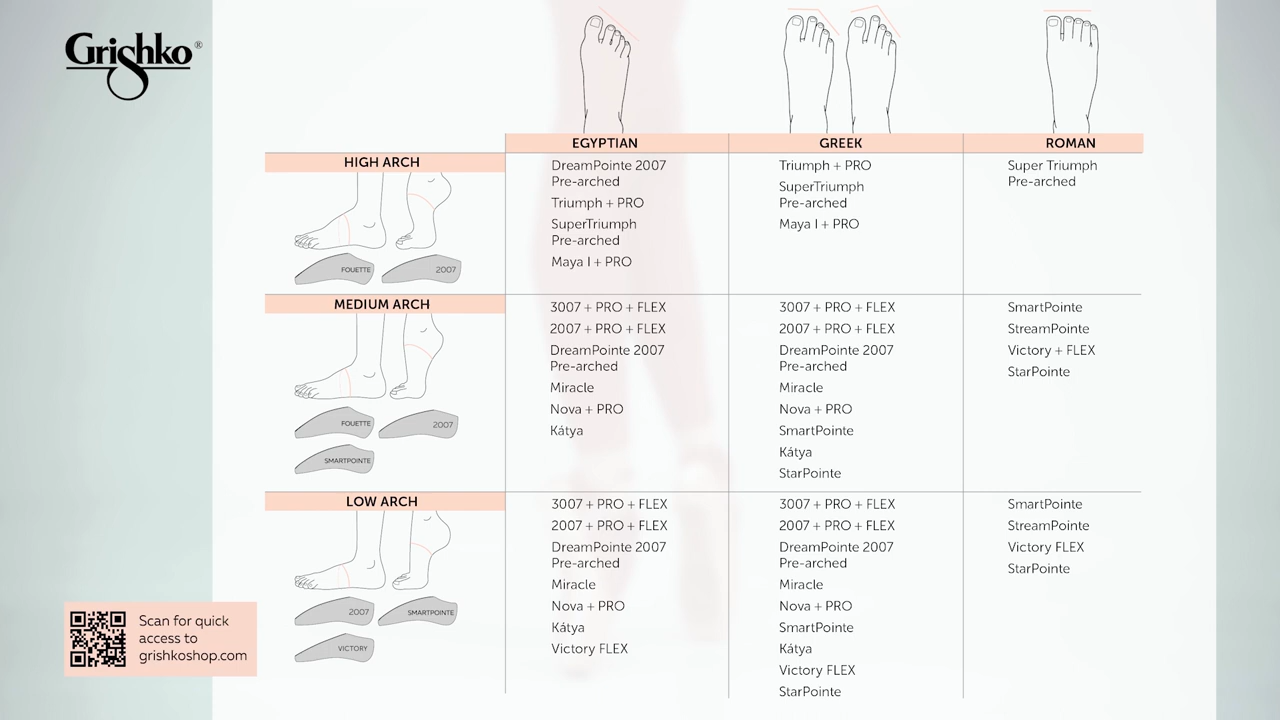 Grishko®
EGYPTIAN
GREEK
ROMAN
HIGH ARCH
FOUETTE
2007
DreamPointe 2007
Pre-arched
Triumph + PRO
SuperTriumph
Pre-arched
Maya I + PRO
Triumph + PRO
SuperTriumph
Pre-arched
Maya I + PRO
Super Triumph
Pre-arched
MEDIUM ARCH
FOUETTE
2007
SMARTPOINTE
3007 + PRO + FLEX
2007 + PRO + FLEX
DreamPointe 2007
Pre-arched
Miracle
Nova + PRO
Kátya
3007 + PRO + FLEX
2007 + PRO + FLEX
DreamPointe 2007
Pre-arched
Miracle
Nova + PRO
SmartPointe
Kátya
StarPointe
SmartPointe
StreamPointe
Victory + FLEX
StarPointe
LOW ARCH
2007
SMARTPOINTE
VICTORY
3007 + PRO + FLEX
2007 + PRO + FLEX
DreamPointe 2007
Pre-arched
Miracle
Nova + PRO
Kátya
Victory FLEX
3007 + PRO + FLEX
2007 + PRO + FLEX
DreamPointe 2007
Pre-arched
Miracle
Nova + PRO
SmartPointe
Kátya
Victory FLEX
StarPointe
SmartPointe
StreamPointe
Victory FLEX
StarPointe
Scan for quick
access to
grishkoshop.com